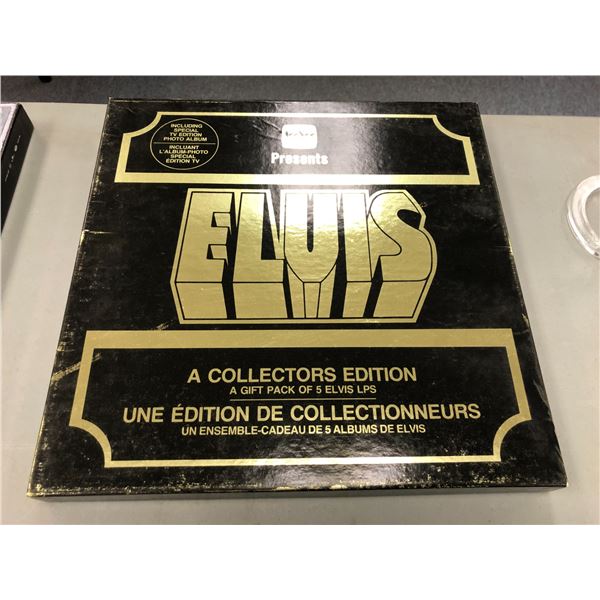 INCLUDING
SPECIAL
TV EDITION
PHOTO ALBUM
INCLUANT
L'ALBUM-PHOTO
SPÉCIAL
EDITION TV
Presents
ELVIS
A COLLECTORS EDITION
A GIFT PACK OF 5 ELVIS LPS
UNE ÉDITION DE COLLECTIONNEURS
UN ENSEMBLE-CADEAU DE 5 ALBUMS DE ELVIS